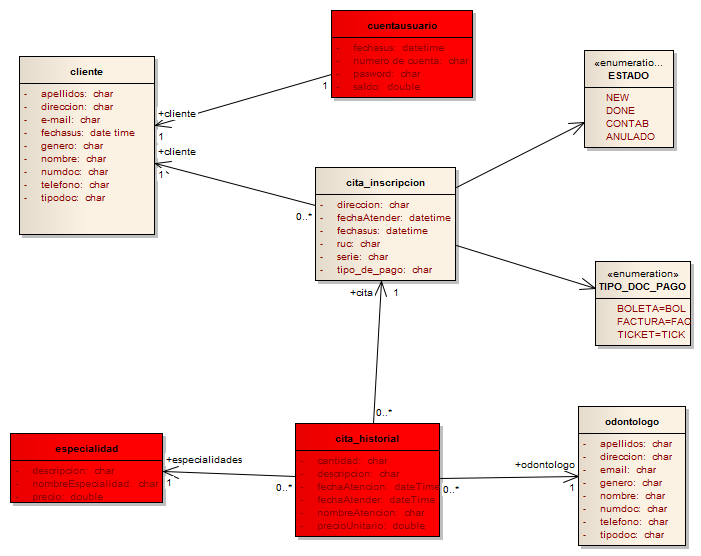 cuentausuario
- fechasus: datetime
- numero de cuenta: char
- pasword: char
- saldo: double
cliente
- apellidos: char
- direccion: char
- e-mail: char
- fechasus: date time
- genero: char
- nombre: char
- numdoc: char
- telefono: char
- tipodoc: char
«enumeratio...
ESTADO
NEW
DONE
CONTAB
ANULADO
1
+cliente
1
+cliente
1
0..*
cita_inscripcion
- direccion: char
- fechaAtender: datetime
- fechasus: datetime
- ruc: char
- serie: char
- tipo_de_pago: char
«enumeration»
TIPO_DOC_PAGO
BOLETA=BOL
FACTURA=FAC
TICKET=TICK
+cita
1
0..*
especialidad
- descripcion: char
- nombreEspecialidad: char
- precio: double
+especialidades
1
0..*
cita_historial
- cantidad: char
- descripcion: char
- fechaAtencion: dateTime
- fechaAtender: dateTime
- nombreAtencion: char
- precioUnitario: double
0..*
+odontologo
1
odontologo
- apellidos: char
- direccion: char
- email: char
- genero: char
- nombre: char
- numdoc: char
- telefono: char
- tipodoc: char